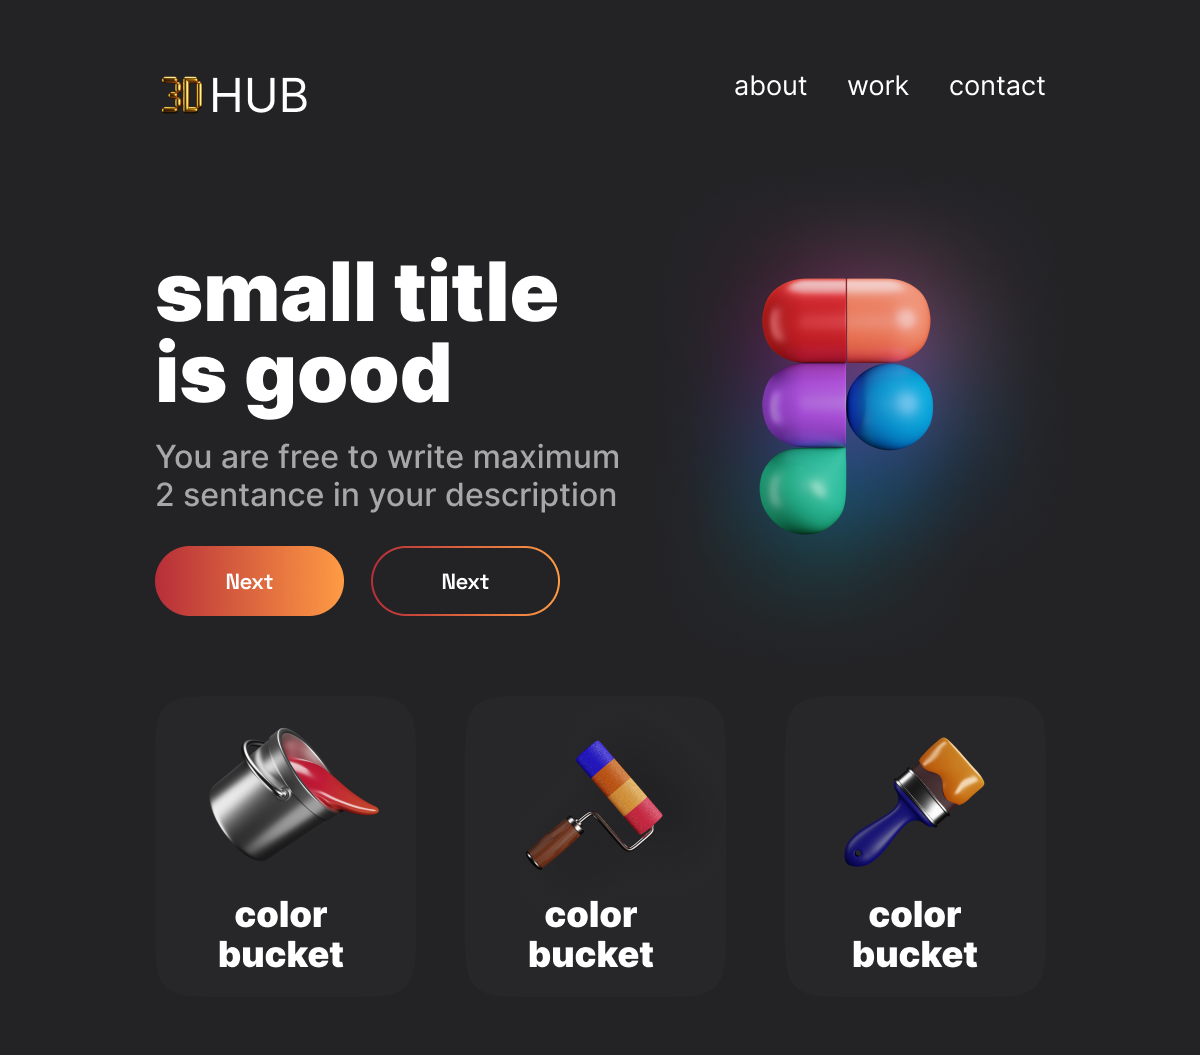 3D HUB
about work contact
small title
is good
You are free to write maximum
2 sentance in your description
Next Next
color color color
bucket bucket bucket